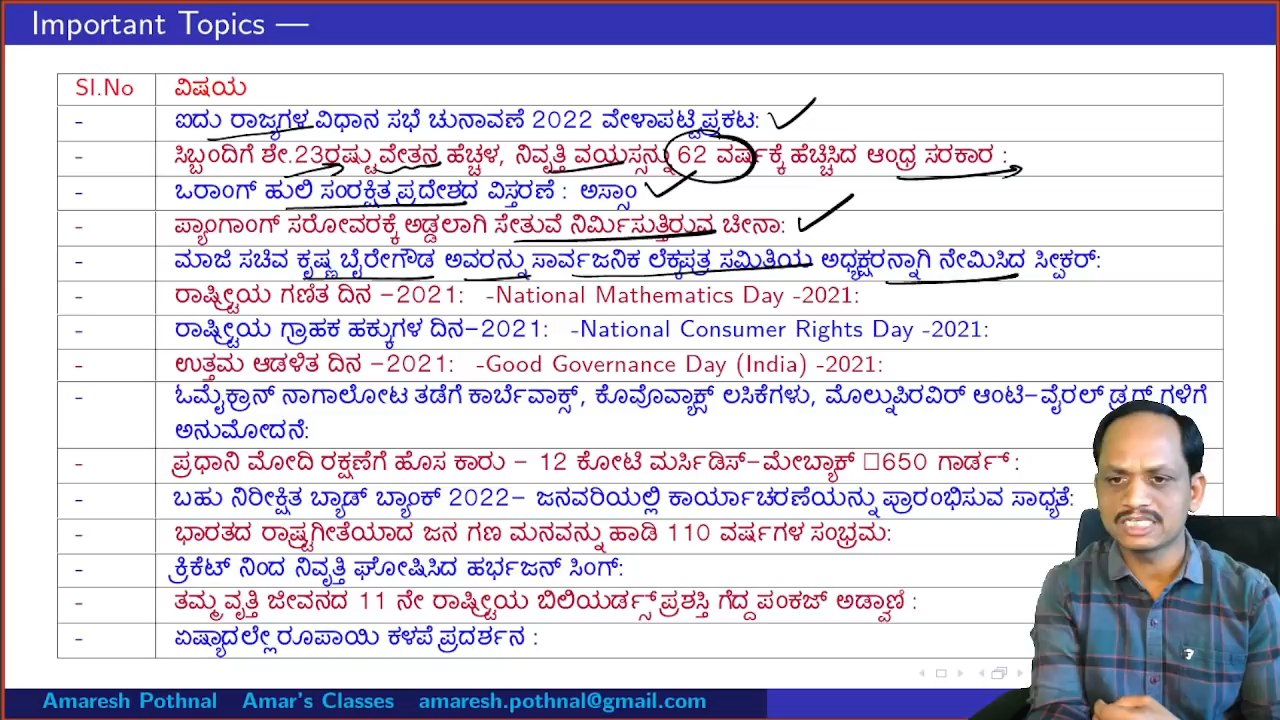 Important Topics —
Sl.No ವಿಷಯ
- ಐದು ರಾಜ್ಯಗಳ ವಿಧಾನ ಸಭೆ ಚುನಾವಣೆ 2022 ವೇಳಾಪಟ್ಟಿ ಪ್ರಕಟ:
- ಸಿಬ್ಬಂದಿಗೆ ಶೇ.23ರಷ್ಟು ವೇತನ ಹೆಚ್ಚಳ, ನಿವೃತ್ತಿ ವಯಸ್ಸನ್ನು 62 ವರ್ಷಕ್ಕೆ ಹೆಚ್ಚಿಸಿದ ಆಂಧ್ರ ಸರಕಾರ :
- ಒರಾಂಗ್ ಹುಲಿ ಸಂರಕ್ಷಿತ ಪ್ರದೇಶದ ವಿಸ್ತರಣೆ : ಅಸ್ಸಾಂ
- ಪ್ಯಾಂಗಾಂಗ್ ಸರೋವರಕ್ಕೆ ಅಡ್ಡಲಾಗಿ ಸೇತುವೆ ನಿರ್ಮಿಸುತ್ತಿರುವ ಚೀನಾ:
- ಮಾಜಿ ಸಚಿವ ಕೃಷ್ಣ ಬೈರೇಗೌಡ ಅವರನ್ನು ಸಾರ್ವಜನಿಕ ಲೆಕ್ಕಪತ್ರ ಸಮಿತಿಯ ಅಧ್ಯಕ್ಷರನ್ನಾಗಿ ನೇಮಿಸಿದ ಸ್ಪೀಕರ್:
- ರಾಷ್ಟ್ರೀಯ ಗಣಿತ ದಿನ –2021: -National Mathematics Day -2021:
- ರಾಷ್ಟ್ರೀಯ ಗ್ರಾಹಕ ಹಕ್ಕುಗಳ ದಿನ–2021: -National Consumer Rights Day -2021:
- ಉತ್ತಮ ಆಡಳಿತ ದಿನ –2021: -Good Governance Day (India) -2021:
- ಓಮೈಕ್ರಾನ್ ನಾಗಾಲೋಟ ತಡೆಗೆ ಕಾರ್ಬೆವಾಕ್ಸ್, ಕೊವೊವ್ಯಾಕ್ಸ್ ಲಸಿಕೆಗಳು, ಮೊಲ್ನುಪಿರವಿರ್ ಆಂಟಿ–ವೈರಲ್ ಡ್ರಗ್ ಗಳಿಗೆ
ಅನುಮೋದನೆ:
- ಪ್ರಧಾನಿ ಮೋದಿ ರಕ್ಷಣೆಗೆ ಹೊಸ ಕಾರು – 12 ಕೋಟಿ ಮರ್ಸಿಡಿಸ್–ಮೇಬ್ಯಾಕ್ □650 ಗಾರ್ಡ್ :
- ಬಹು ನಿರೀಕ್ಷಿತ ಬ್ಯಾಡ್ ಬ್ಯಾಂಕ್ 2022– ಜನವರಿಯಲ್ಲಿ ಕಾರ್ಯಾಚರಣೆಯನ್ನು ಪ್ರಾರಂಭಿಸುವ ಸಾಧ್ಯತೆ:
- ಭಾರತದ ರಾಷ್ಟ್ರಗೀತೆಯಾದ ಜನ ಗಣ ಮನವನ್ನು ಹಾಡಿ 110 ವರ್ಷಗಳ ಸಂಭ್ರಮ:
- ಕ್ರಿಕೆಟ್ ನಿಂದ ನಿವೃತ್ತಿ ಘೋಷಿಸಿದ ಹರ್ಭಜನ್ ಸಿಂಗ್:
- ತಮ್ಮ ವೃತ್ತಿ ಜೀವನದ 11 ನೇ ರಾಷ್ಟ್ರೀಯ ಬಿಲಿಯರ್ಡ್ಸ್ ಪ್ರಶಸ್ತಿ ಗೆದ್ದ ಪಂಕಜ್ ಅಡ್ವಾಣಿ :
- ಏಷ್ಯಾದಲ್ಲೇ ರೂಪಾಯಿ ಕಳಪೆ ಪ್ರದರ್ಶನ :
Amaresh Pothnal Amar's Classes amaresh.pothnal@gmail.com